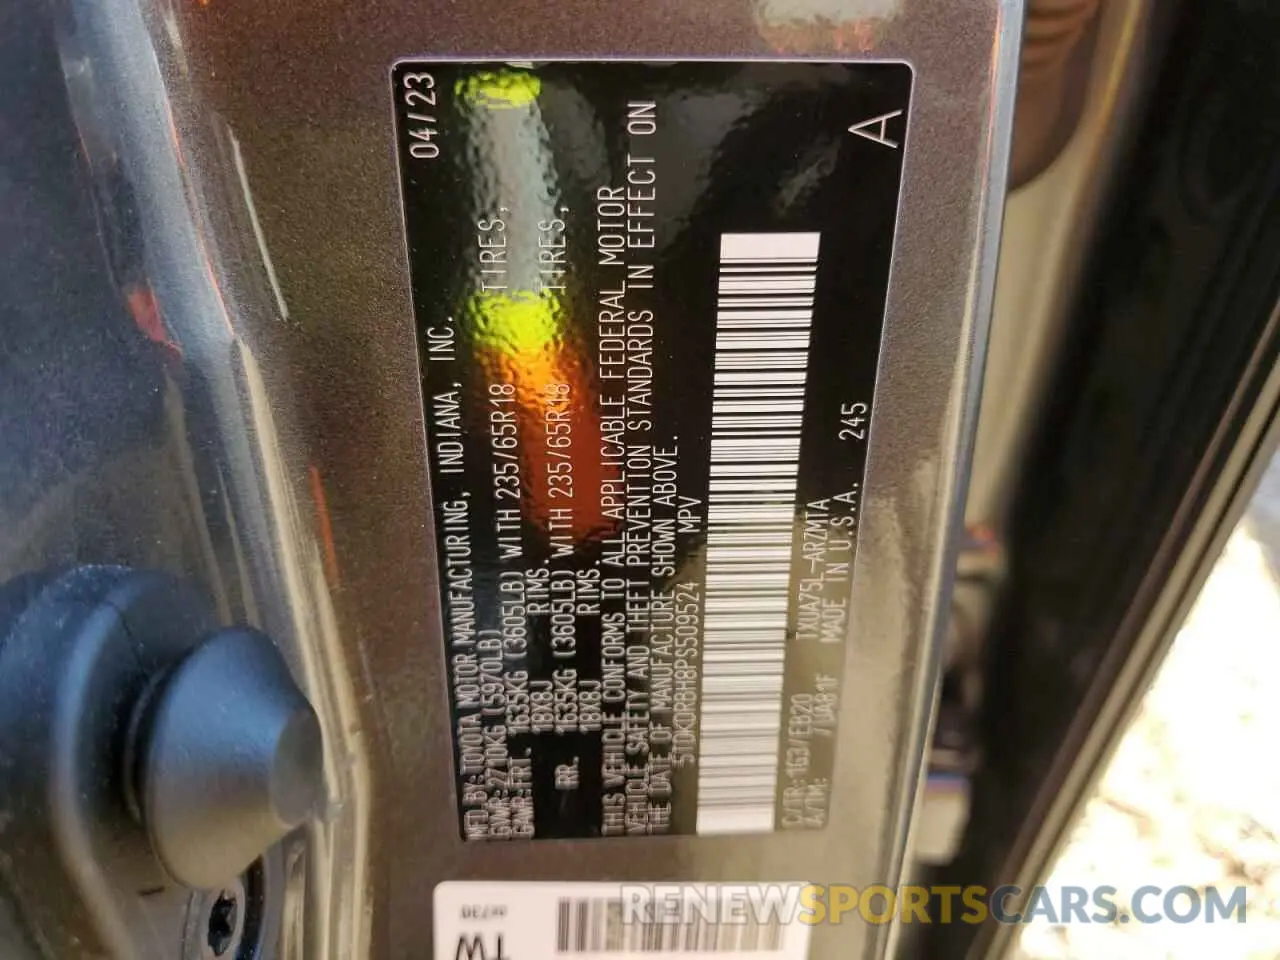 MFD.BY:TOYOTA MOTOR MANUFACTURING, INDIANA, INC. 04/23
GVWR:2710KG (5970LB)
GAWR:FRT. 1635KG (3605LB) WITH 235/65R18 TIRES,
18X8J RIMS.
RR. 1635KG (3605LB) WITH 235/65R18 TIRES,
18X8J RIMS.
THIS VEHICLE CONFORMS TO ALL APPLICABLE FEDERAL MOTOR
VEHICLE SAFETY AND THEFT PREVENTION STANDARDS IN EFFECT ON
THE DATE OF MANUFACTURE SHOWN ABOVE.
5TDKDRBH8PS509524 MPV
C/TR:1G3/EB20 TXUA75L-ARZMTA
A/TM: /UA81F MADE IN U.S.A. 245
A
TW
RENEWSPORTSCARS.COM